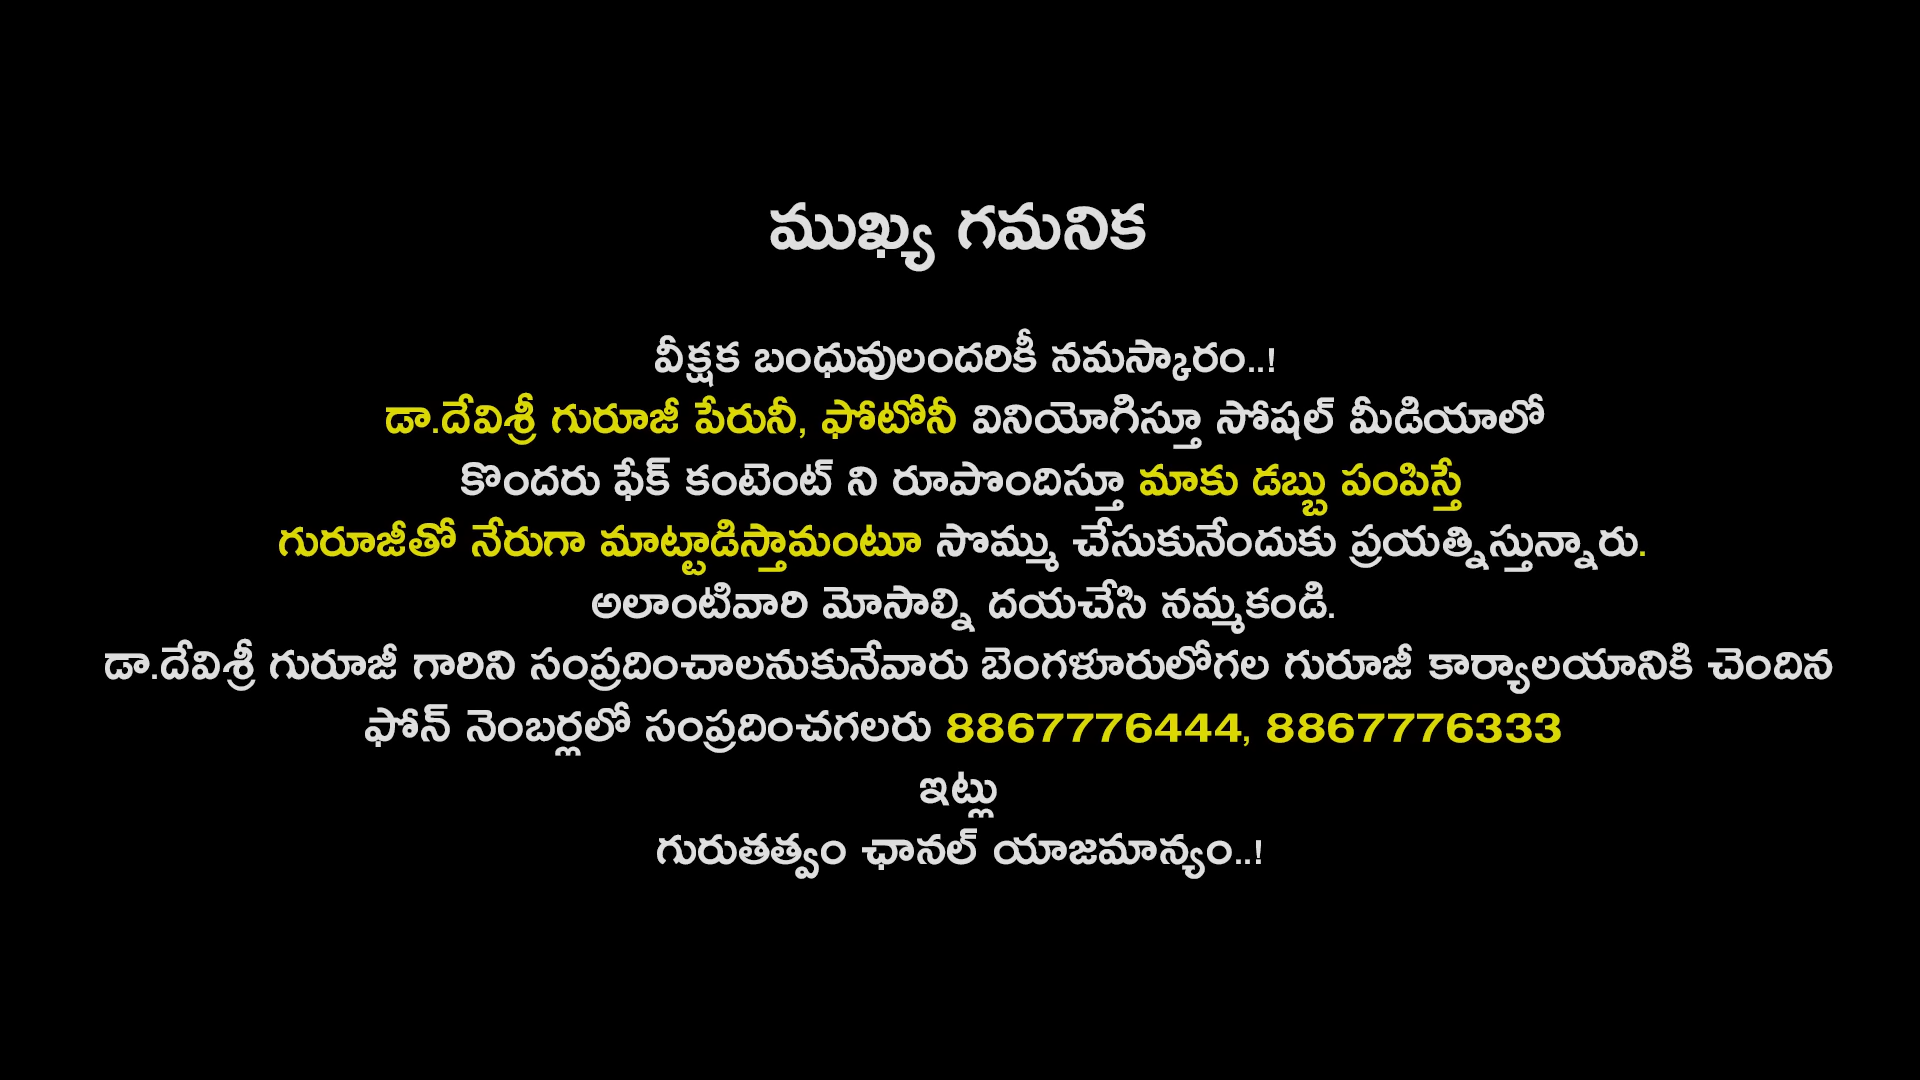 ముఖ్య గమనిక
వీక్షక బంధువులందరికీ నమస్కారం..!
డా.దేవిశ్రీ గురూజీ పేరునీ, ఫోటోనీ వినియోగిస్తూ సోషల్ మీడియాలో
కొందరు ఫేక్ కంటెంట్ ని రూపొందిస్తూ మాకు డబ్బు పంపిస్తే
గురూజీతో నేరుగా మాట్టాడిస్తామంటూ సొమ్ము చేసుకునేందుకు ప్రయత్నిస్తున్నారు.
అలాంటివారి మోసాల్ని దయచేసి నమ్మకండి.
డా.దేవిశ్రీ గురూజీ గారిని సంప్రదించాలనుకునేవారు బెంగళూరులోగల గురూజీ కార్యాలయానికి చెందిన
ఫోన్ నెంబర్లలో సంప్రదించగలరు 8867776444, 8867776333
ఇట్లు
గురుతత్వం ఛానల్ యాజమాన్యం..!